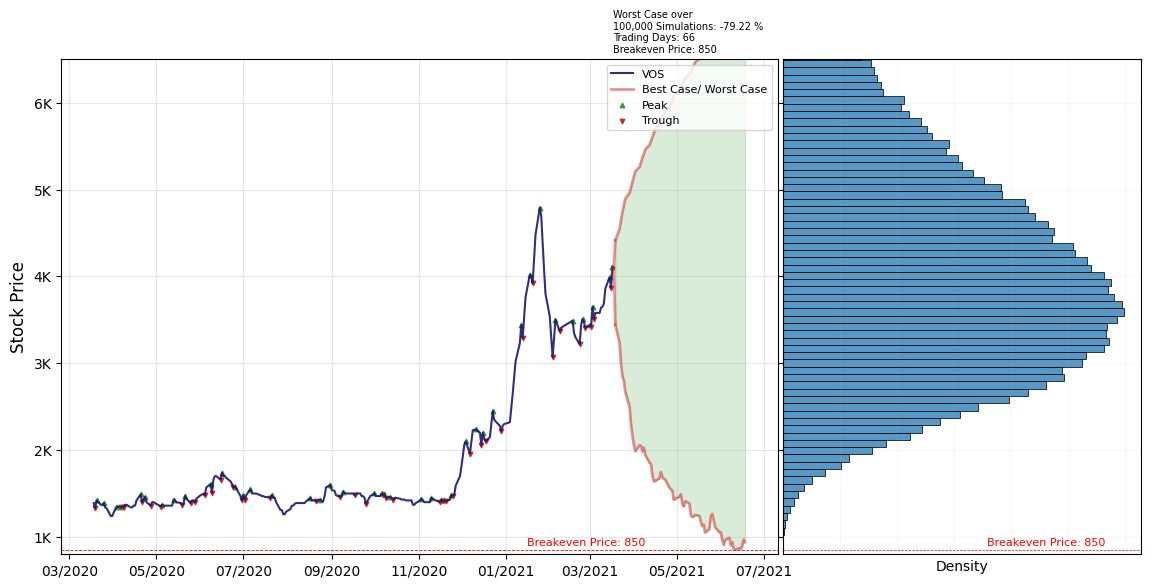 Worst Case over
100,000 Simulations: -79.22 %
Trading Days: 66
Breakeven Price: 850
VOS
Best Case/ Worst Case
Peak
Trough
6K
5K
4K
3K
2K
1K
Stock Price
Breakeven Price: 850
Breakeven Price: 850
03/2020 05/2020 07/2020 09/2020 11/2020 01/2021 03/2021 05/2021 07/2021
Density